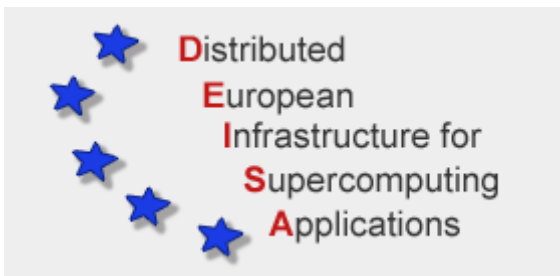 Distributed
European
Infrastructure for
Supercomputing
Applications